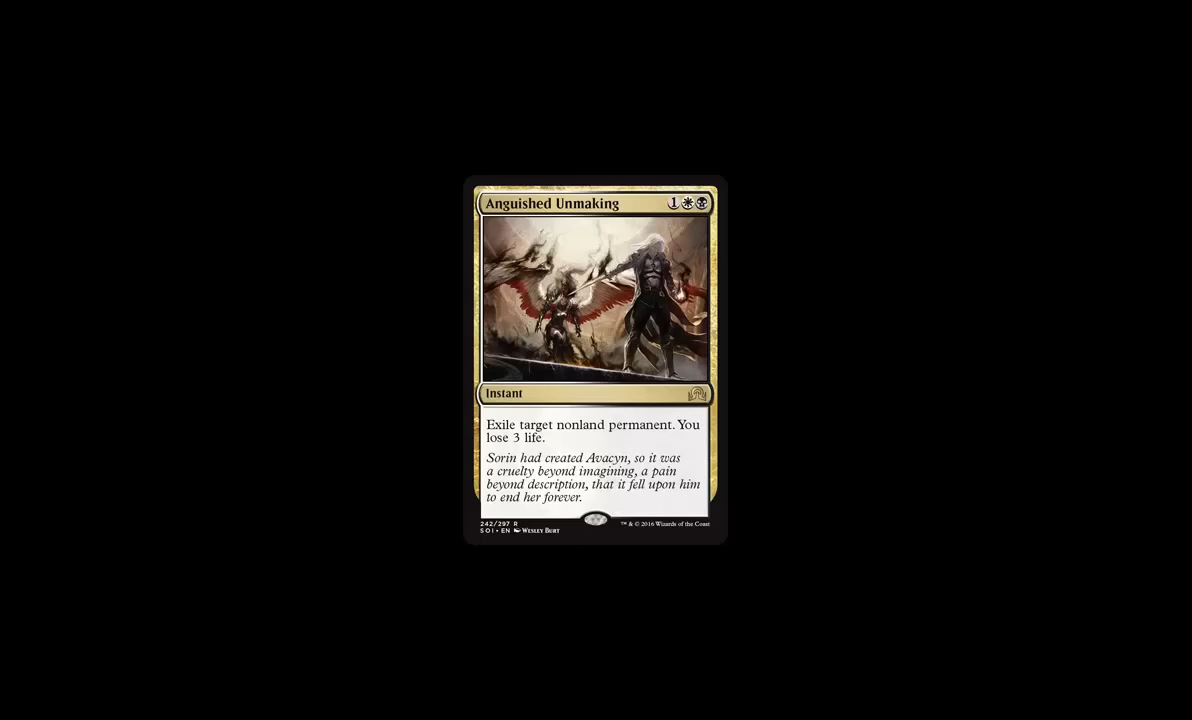 Anguished Unmaking 1
Instant
Exile target nonland permanent. You
lose 3 life.
Sorin had created Avacyn, so it was
a cruelty beyond imagining, a pain
beyond description, that it fell upon him
to end her forever.
242/297 R
SOI • EN Wesley Burt
™ & © 2016 Wizards of the Coast